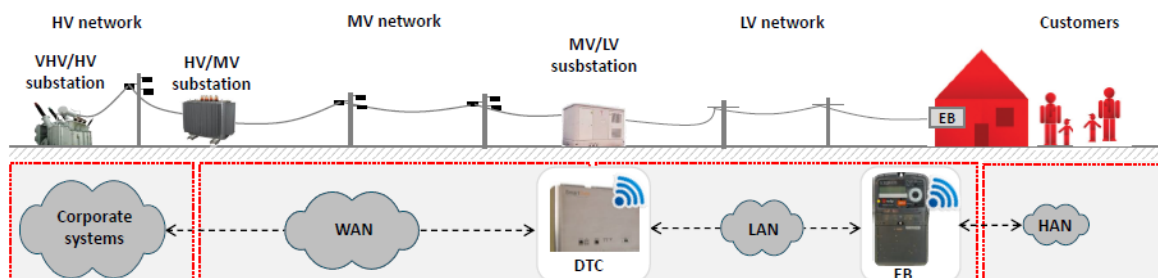 HV network
MV network
LV network
Customers
VHV/HV
substation
HV/MV
substation
MV/LV
susbstation
EB
Corporate
systems
WAN
DTC
LAN
EB
HAN